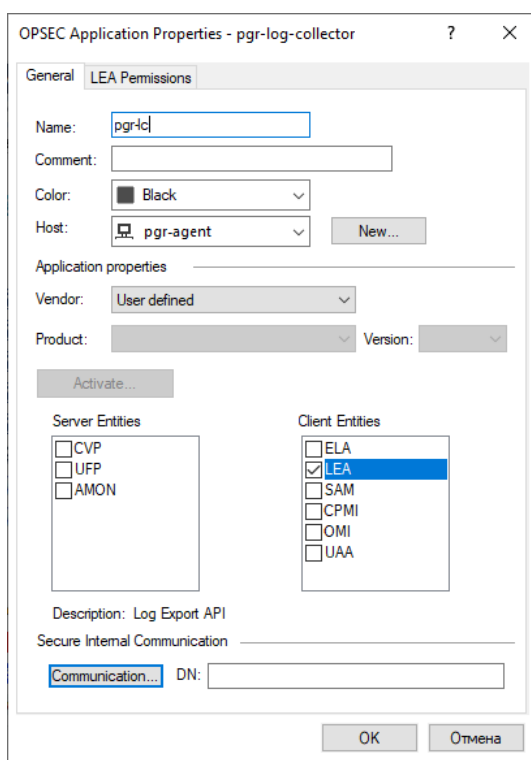 OPSEC Application Properties - pgr-log-collector ? ×
General LEA Permissions
Name: pgr-lc
Comment:
Color: Black
Host: pgr-agent New...
Application properties
Vendor: User defined
Product: Version:
Activate...
Server Entities Client Entities
CVP ELA
UFP LEA
AMON SAM
CPMI
OMI
UAA
Description: Log Export API
Secure Internal Communication
Communication... DN:
OK Отмена